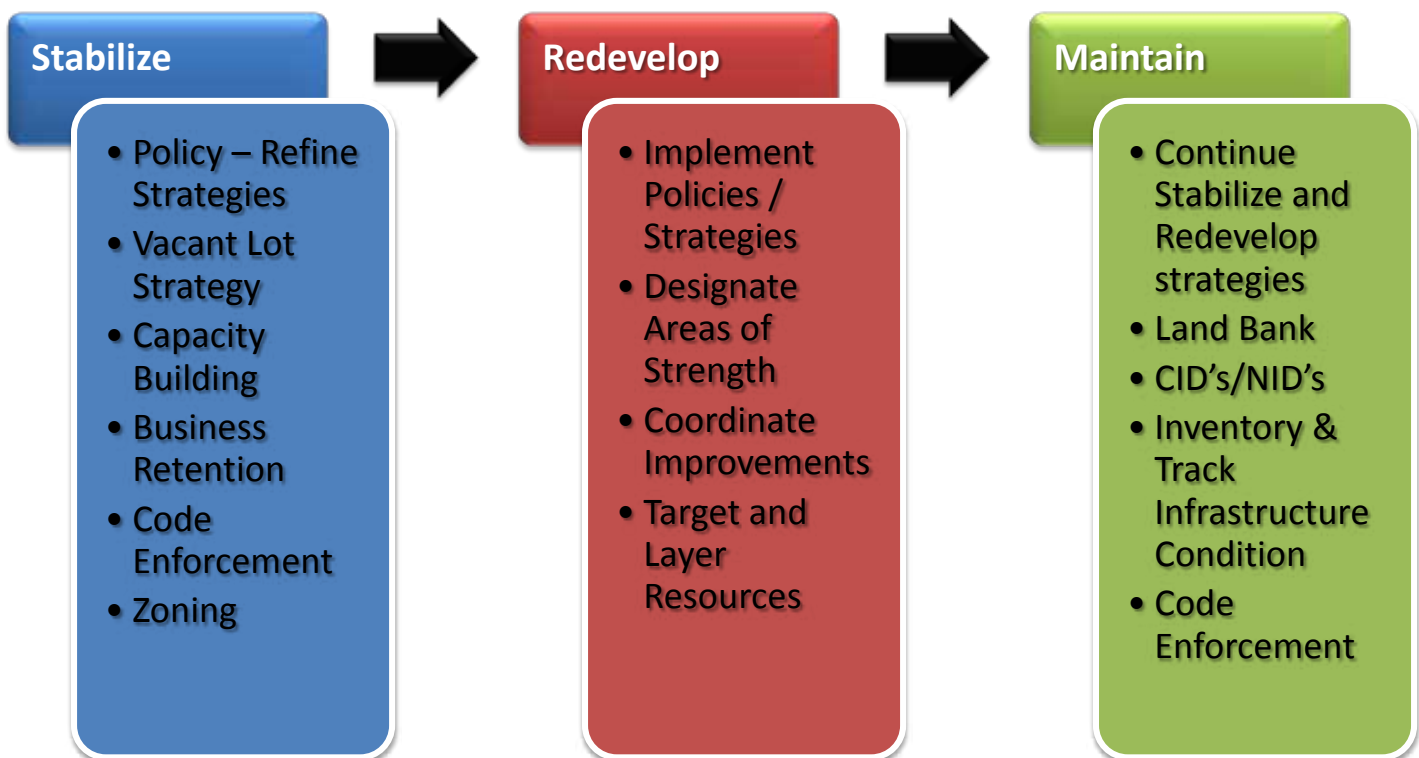 Stabilize
• Policy – Refine
Strategies
• Vacant Lot
Strategy
• Capacity
Building
• Business
Retention
• Code
Enforcement
• Zoning
Redevelop
• Implement
Policies /
Strategies
• Designate
Areas of
Strength
• Coordinate
Improvements
• Target and
Layer
Resources
Maintain
• Continue
Stabilize and
Redevelop
strategies
• Land Bank
• CID’s/NID’s
• Inventory &
Track
Infrastructure
Condition
• Code
Enforcement